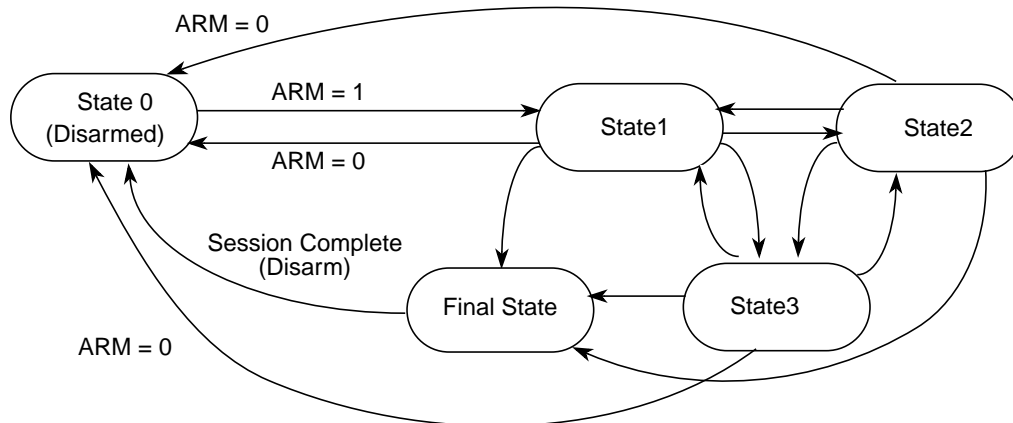 ARM = 0
State 0
(Disarmed)
ARM = 1
ARM = 0
State1
State2
Session Complete
(Disarm)
Final State
State3
ARM = 0